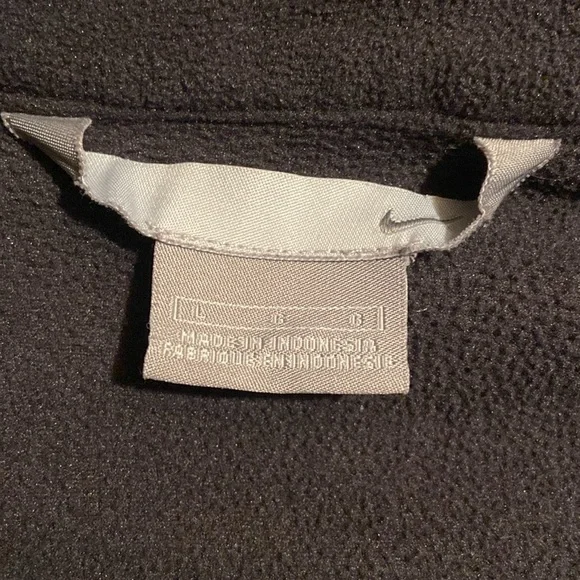 L G G
MADE IN INDONESIA
FABRIQUE EN INDONESIE